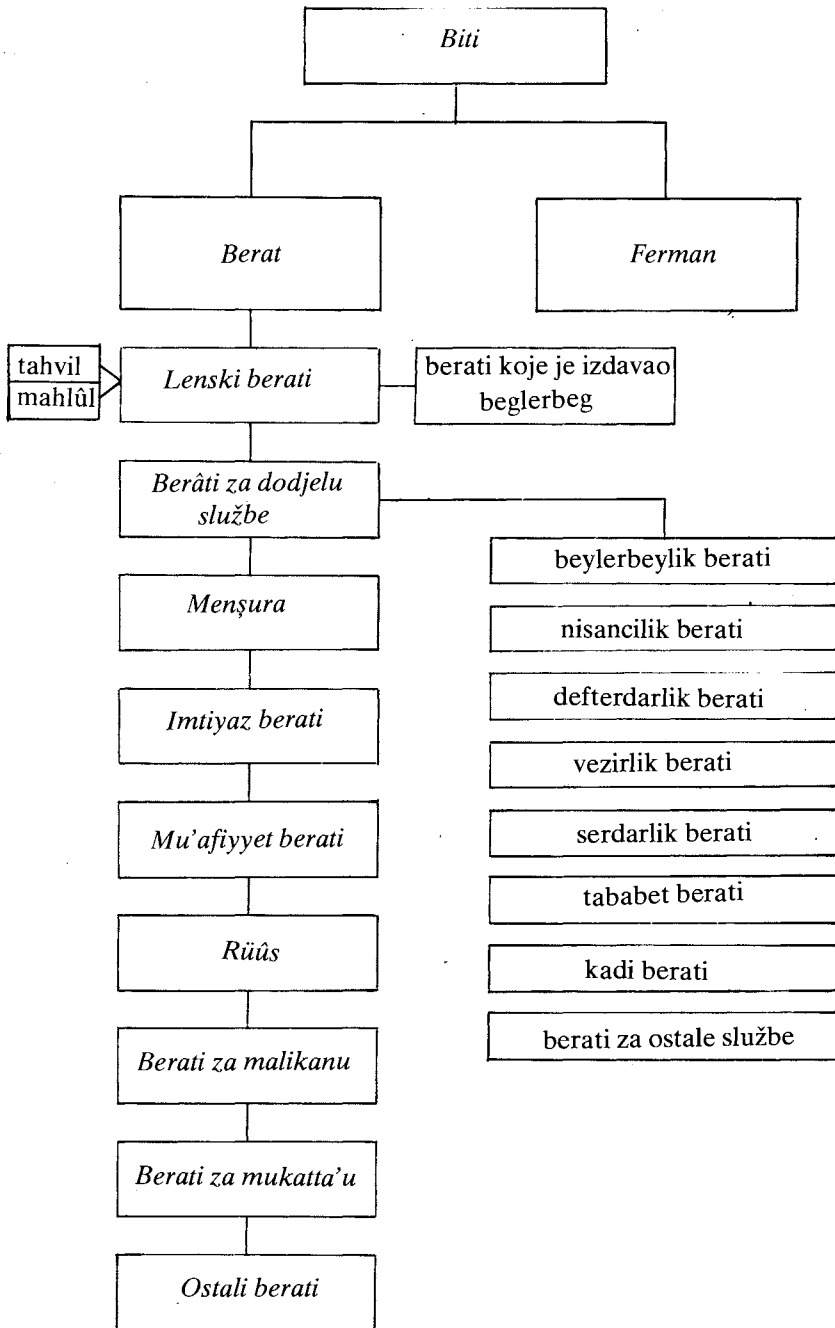 Biti
Berat
Ferman
tahvil
mahlûl
Lenski berati
berati koje je izdavao
beglerbeg
Berâti za dodjelu
službe
Menşura
Imtiyaz berati
Mu’afiyyet berati
Rüûs
Berati za malikanu
Berati za mukatta’u
Ostali berati
beylerbeylik berati
nisancilik berati
defterdarlik berati
vezirlik berati
serdarlik berati
tababet berati
kadi berati
berati za ostale službe